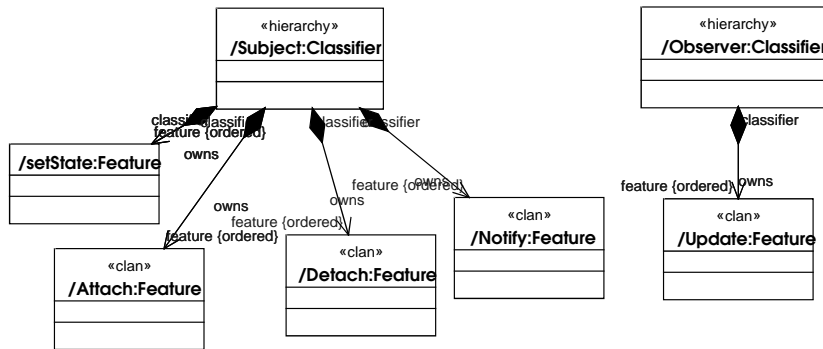 «hierarchy»
/Subject:Classifier
«hierarchy»
/Observer:Classifier
classifier
classifier
classifier
classifier
classifier
feature {ordered}
owns
/setState:Feature
owns
feature {ordered}
owns
feature {ordered}
owns
feature {ordered}
owns
feature {ordered}
«clan»
/Attach:Feature
«clan»
/Detach:Feature
«clan»
/Notify:Feature
«clan»
/Update:Feature